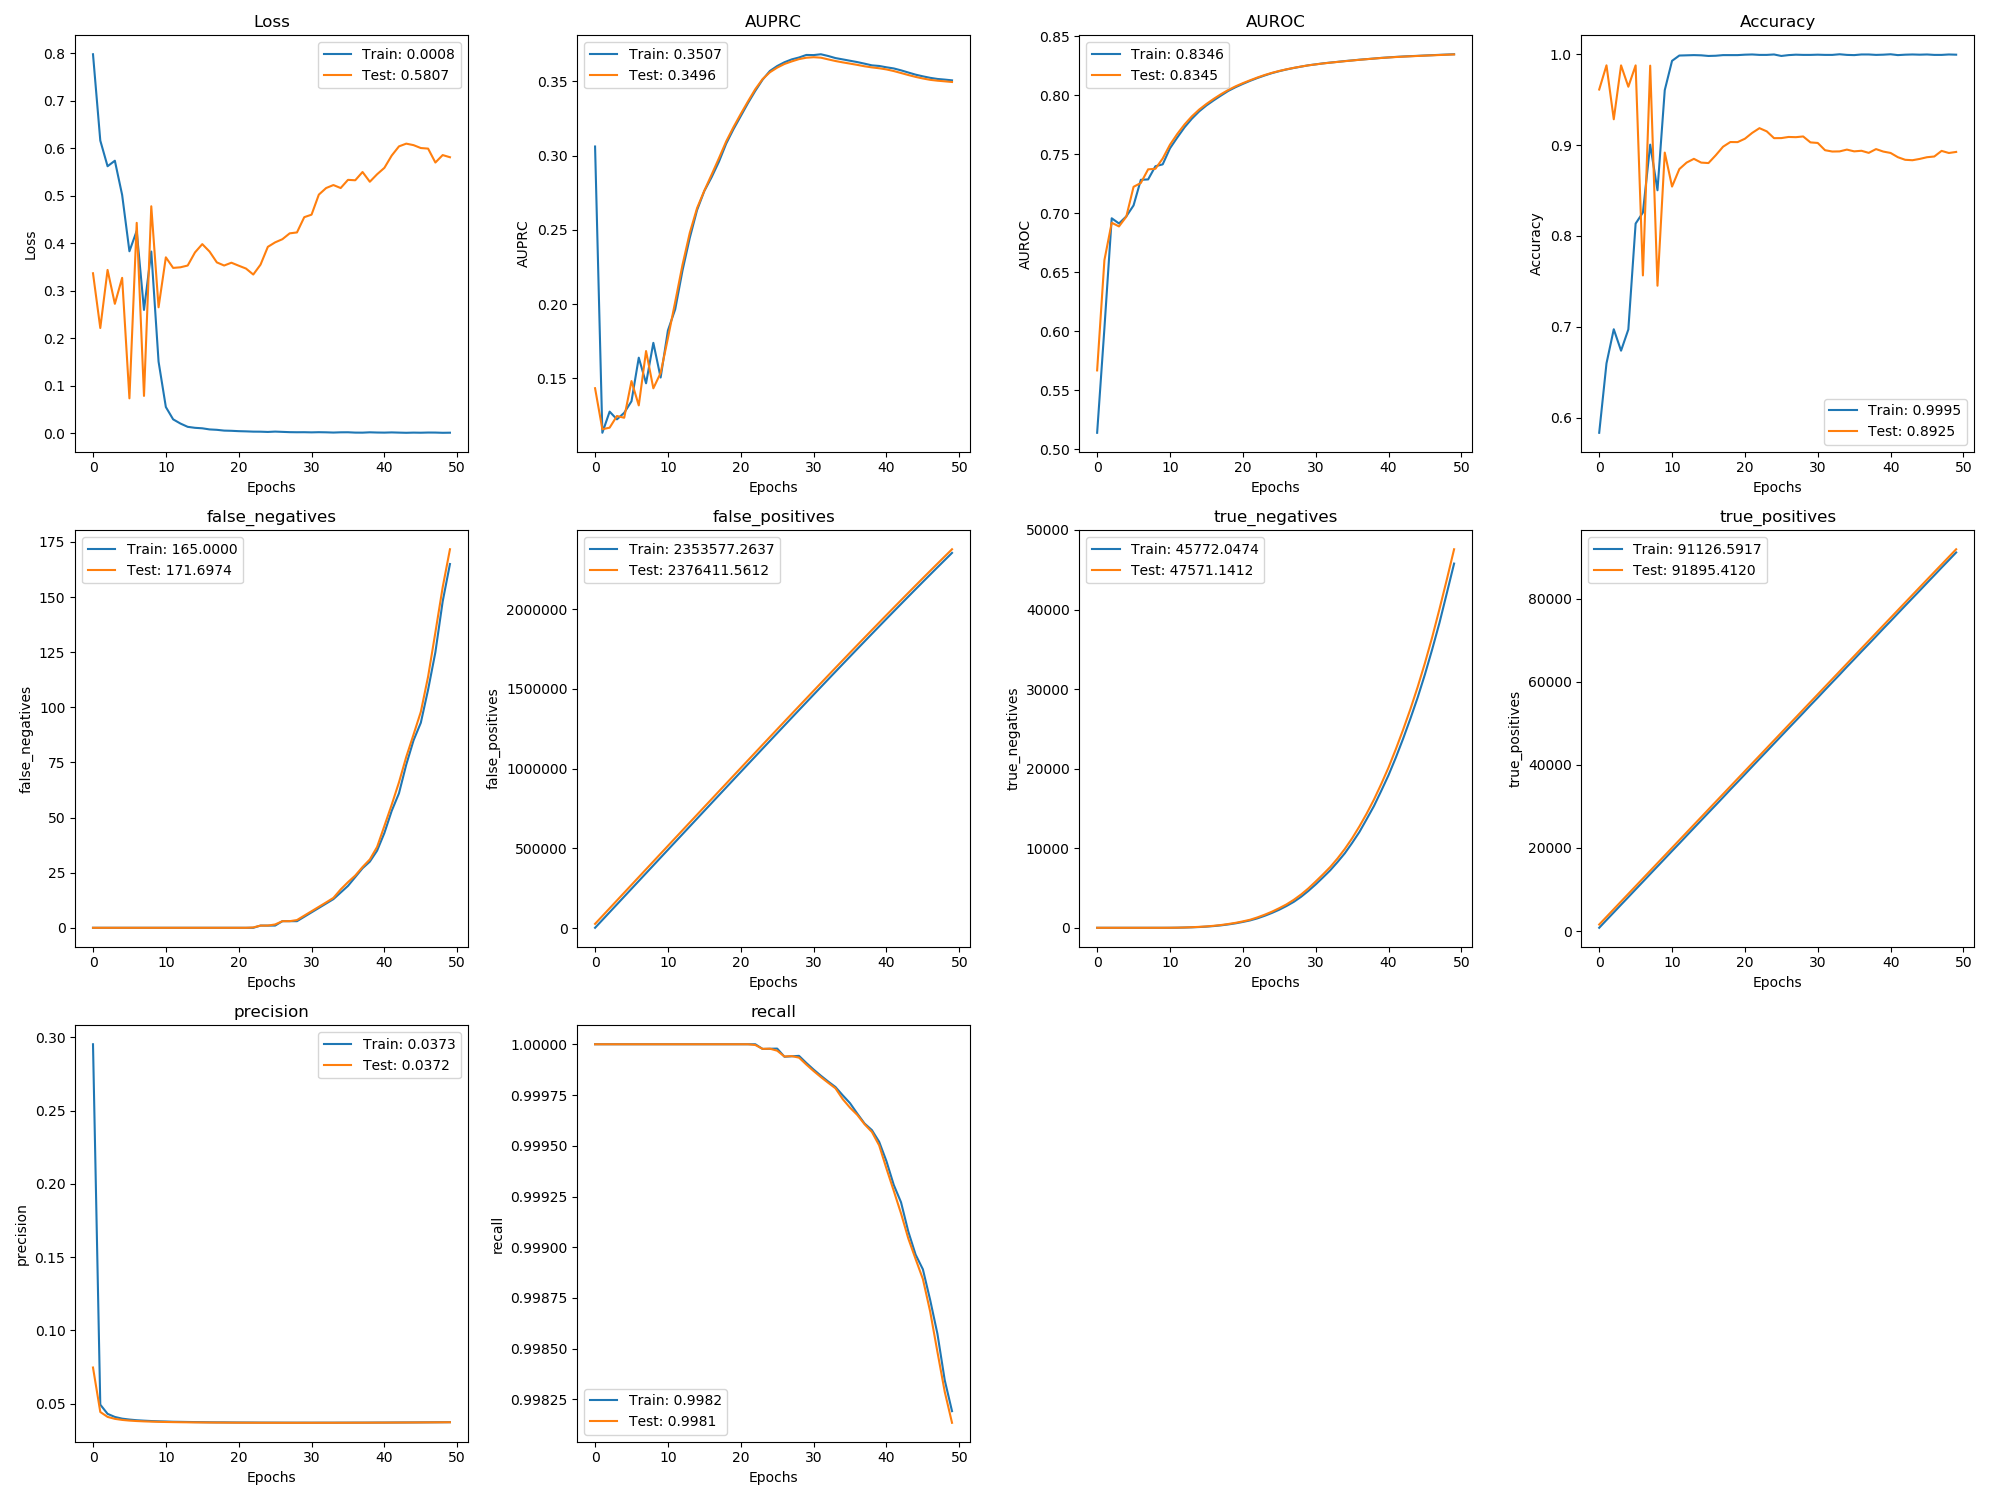 Loss
Train: 0.0008
Test: 0.5807
0.8
0.7
0.6
0.5
0.4
0.3
0.2
0.1
0.0
Loss
0 10 20 30 40 50
Epochs
AUPRC
Train: 0.3507
Test: 0.3496
0.35
0.30
0.25
0.20
0.15
AUPRC
0 10 20 30 40 50
Epochs
AUROC
Train: 0.8346
Test: 0.8345
0.85
0.80
0.75
0.70
0.65
0.60
0.55
0.50
AUROC
0 10 20 30 40 50
Epochs
Accuracy
1.0
0.9
0.8
0.7
0.6
Accuracy
Train: 0.9995
Test: 0.8925
0 10 20 30 40 50
Epochs
false_negatives
Train: 165.0000
Test: 171.6974
175
150
125
100
75
50
25
0
false_negatives
0 10 20 30 40 50
Epochs
false_positives
Train: 2353577.2637
Test: 2376411.5612
2000000
1500000
1000000
500000
0
false_positives
0 10 20 30 40 50
Epochs
true_negatives
Train: 45772.0474
Test: 47571.1412
50000
40000
30000
20000
10000
0
true_negatives
0 10 20 30 40 50
Epochs
true_positives
Train: 91126.5917
Test: 91895.4120
80000
60000
40000
20000
0
true_positives
0 10 20 30 40 50
Epochs
precision
Train: 0.0373
Test: 0.0372
0.30
0.25
0.20
0.15
0.10
0.05
precision
0 10 20 30 40 50
Epochs
recall
1.00000
0.99975
0.99950
0.99925
0.99900
0.99875
0.99850
0.99825
recall
Train: 0.9982
Test: 0.9981
0 10 20 30 40 50
Epochs